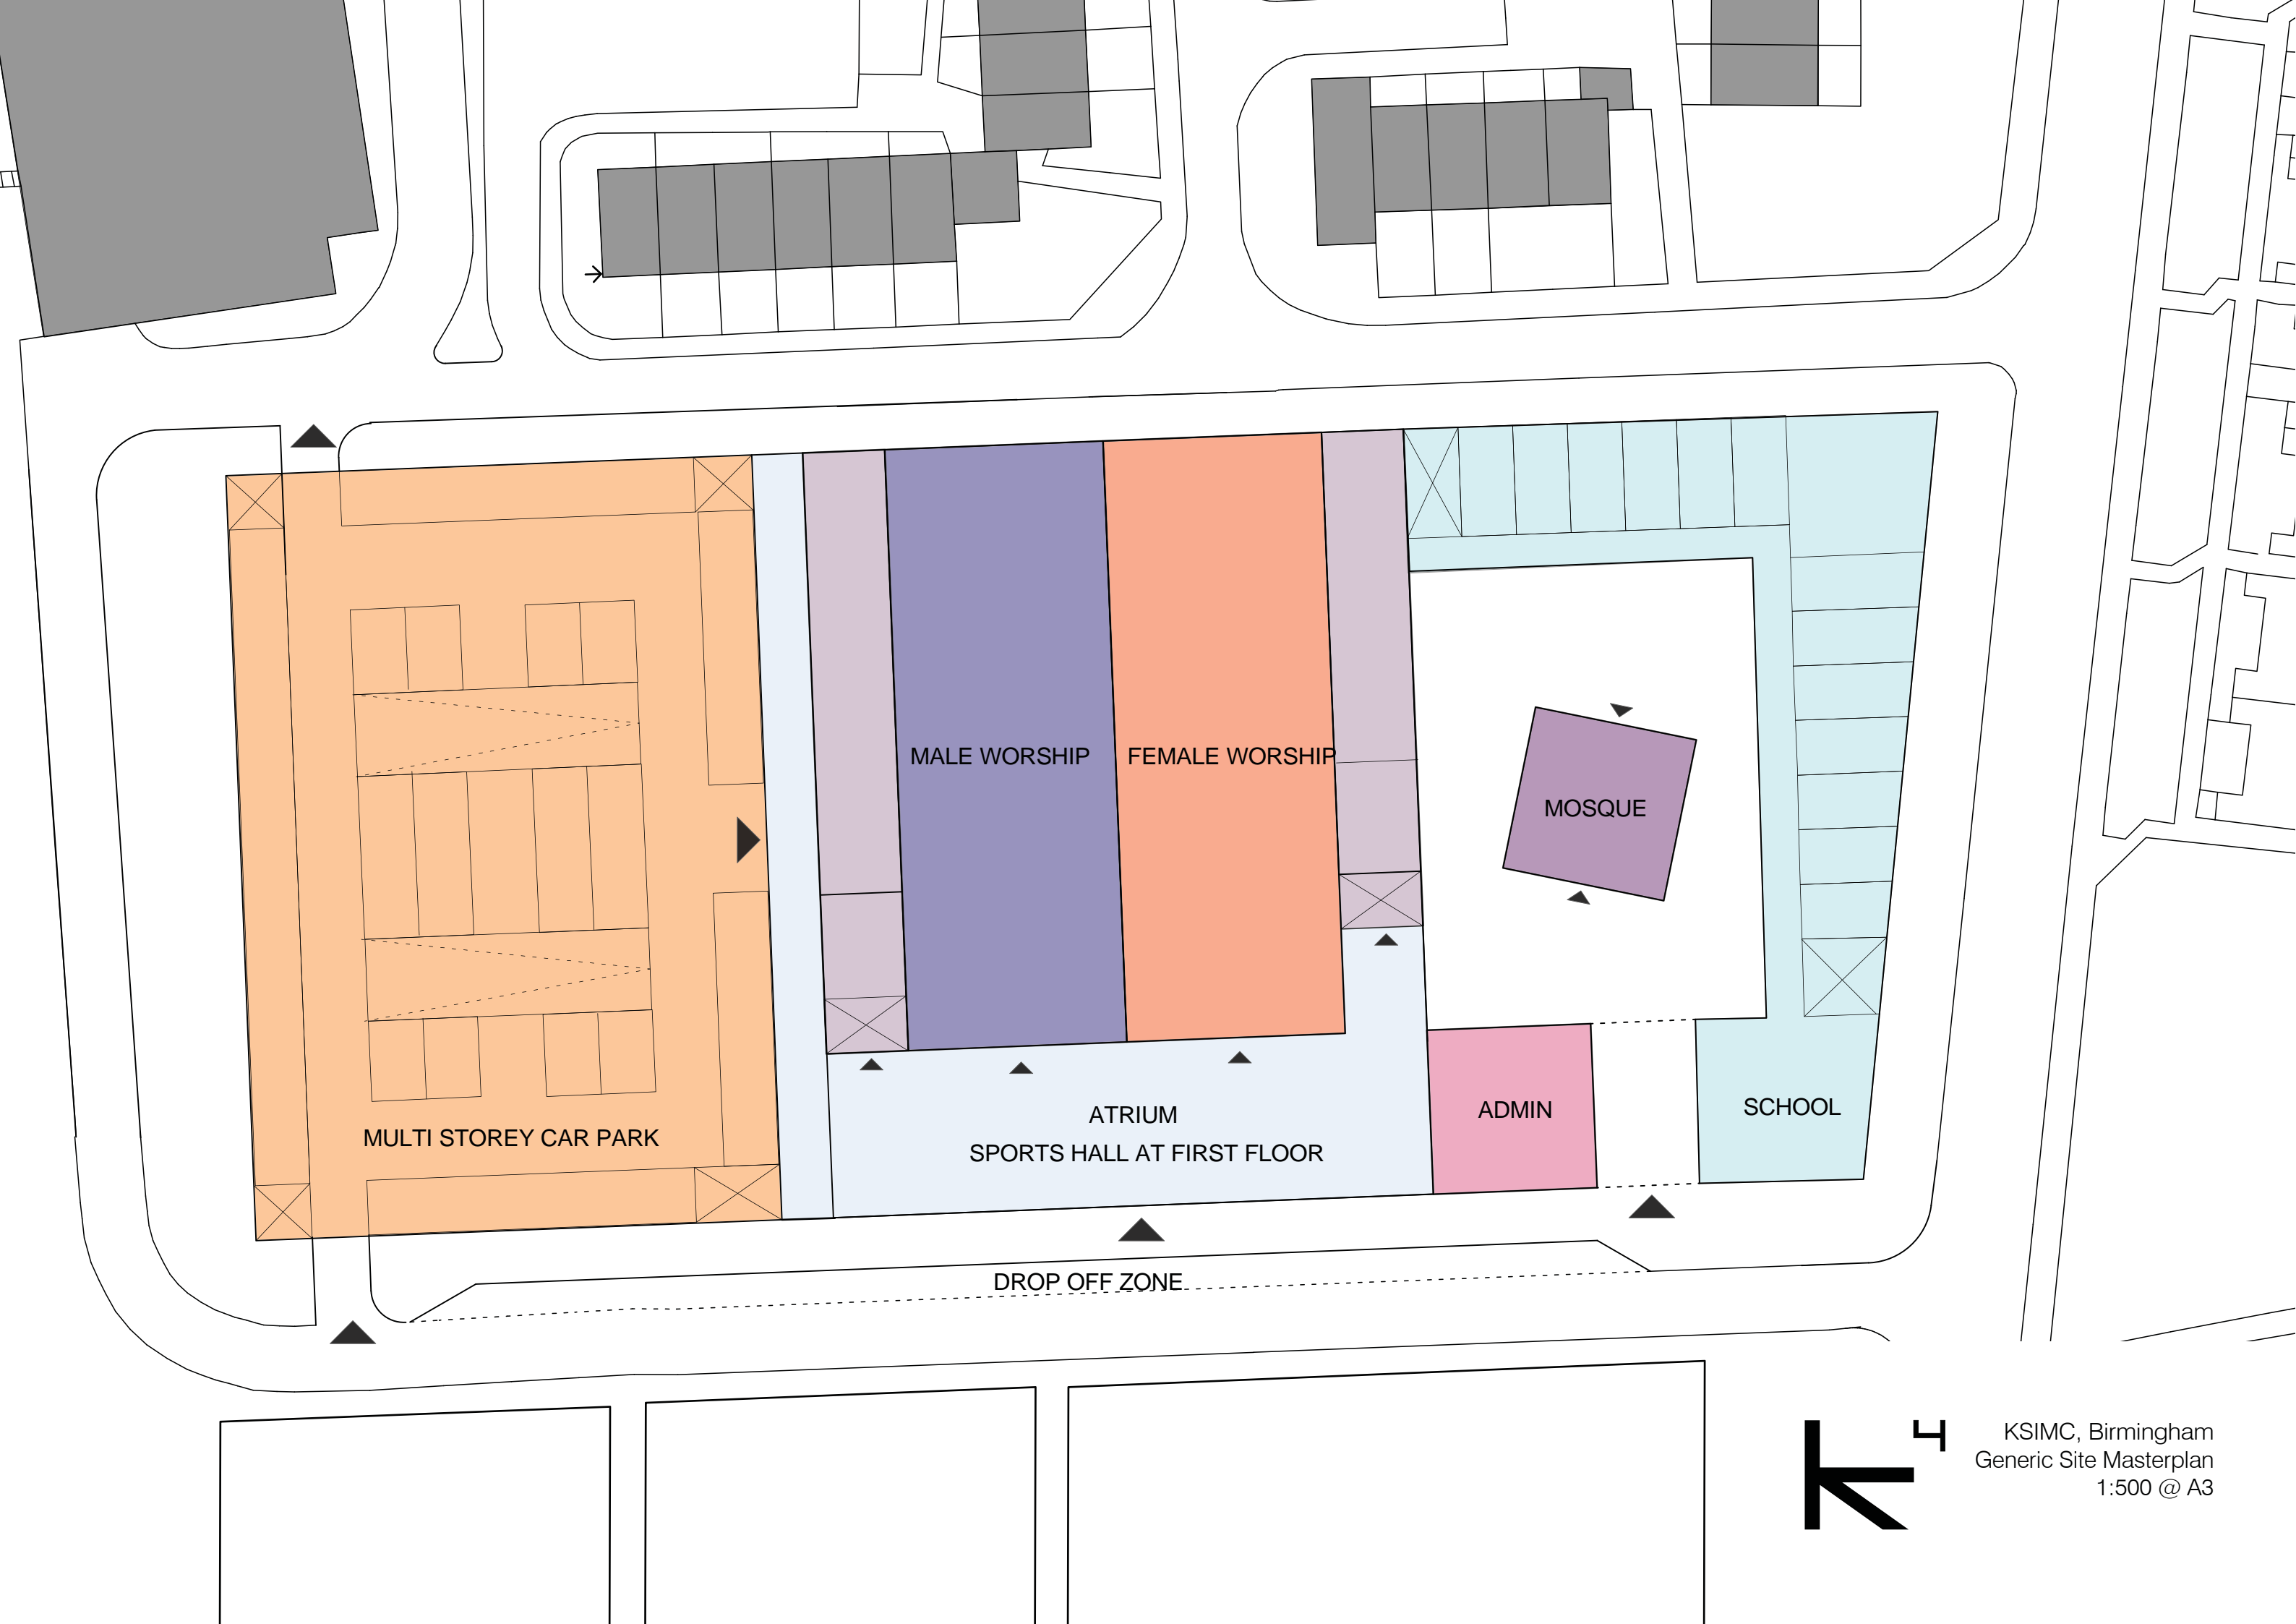 MALE WORSHIP
FEMALE WORSHIP
MOSQUE
MULTI STOREY CAR PARK
ATRIUM
SPORTS HALL AT FIRST FLOOR
ADMIN
SCHOOL
DROP OFF ZONE
K4
KSIMC, Birmingham
Generic Site Masterplan
1:500 @ A3